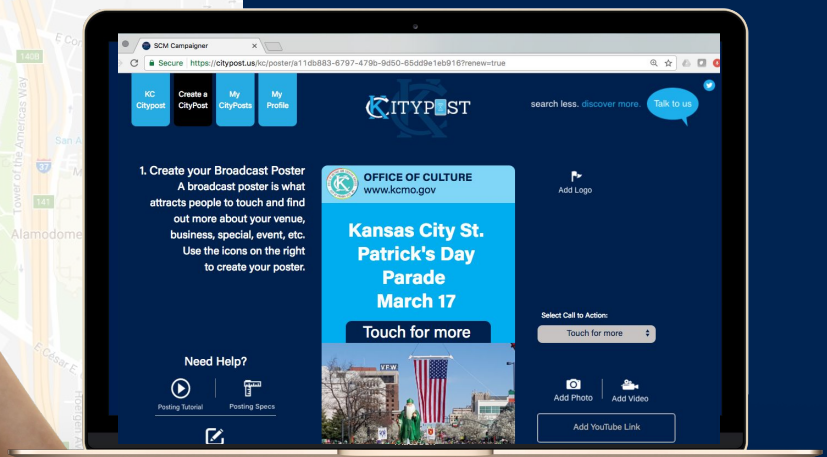 SCM Campaigner
Secure https://citypost.us/kc/poster/a11db883-6797-479b-9d50-65dd9e1eb916?renew=true
KC
Citypost
Create a
CityPost
My
CityPosts
My
Profile
KCITYPOST
search less. discover more.
Talk to us
1. Create your Broadcast Poster
A broadcast poster is what
attracts people to touch and find
out more about your venue,
business, special, event, etc.
Use the icons on the right
to create your poster.
OFFICE OF CULTURE
www.kcmo.gov
Kansas City St.
Patrick's Day
Parade
March 17
Touch for more
V.F.W.
Add Logo
Select Call to Action:
Touch for more
Add Photo
Add Video
Add YouTube Link
Need Help?
Posting Tutorial
Posting Specs
1436
Tower of the Americas Way
San A
37
141
Alamodome